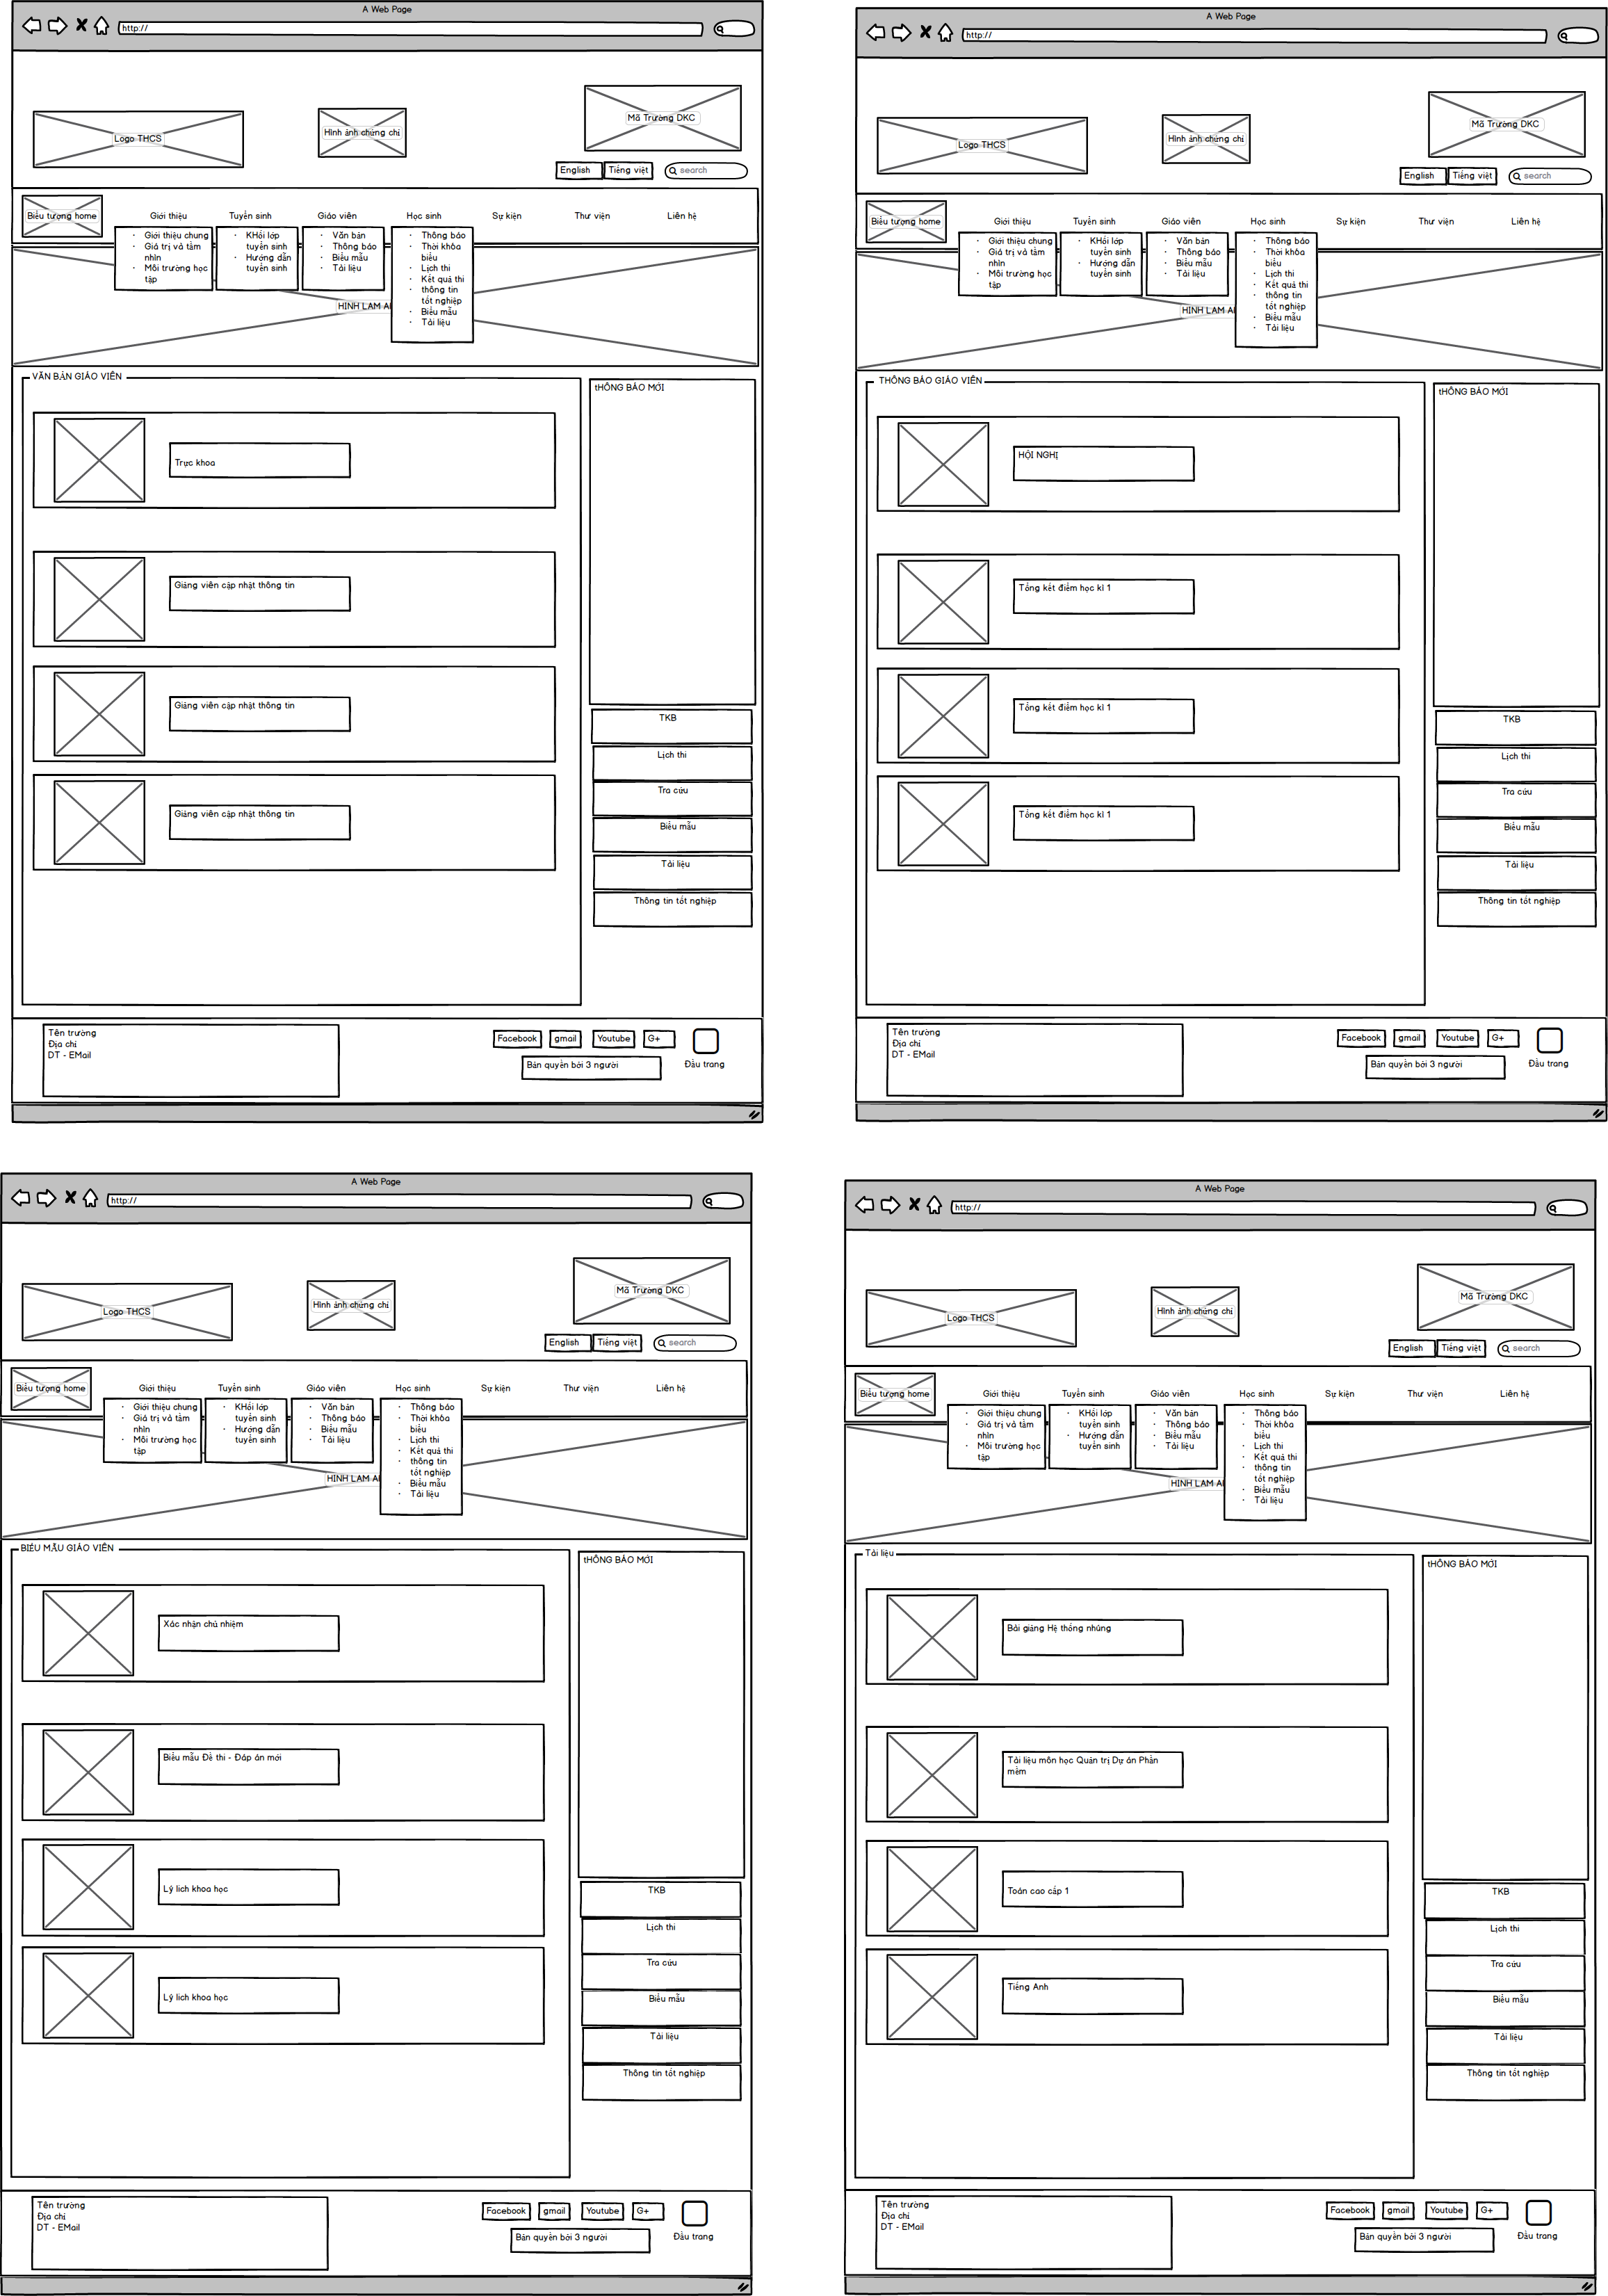 A Web Page
http://
Logo THCS
Hình ảnh chứng chỉ
Mã Trường DKC
English
Tiếng việt
search
Biểu tượng home
Giới thiệu
Tuyển sinh
Giáo viên
Học sinh
Sự kiện
Thư viện
Liên hệ
Giới thiệu chung
Giá trị và tầm
nhìn
Môi trường học
tập
KHối lớp
tuyển sinh
Hướng dẫn
tuyển sinh
Văn bản
Thông báo
Biểu mẫu
Tài liệu
Thông báo
Thời khóa
biểu
Lịch thi
Kết quả thi
thông tin
tốt nghiệp
Biểu mẫu
Tài liệu
HÌNH LAM
VĂN BẢN GIÁO VIÊN
Trực khoa
Giảng viên cập nhật thông tin
Giảng viên cập nhật thông tin
Giảng viên cập nhật thông tin
tHÔNG BÁO MỚI
TKB
Lịch thi
Tra cứu
Biểu mẫu
Tài liệu
Thông tin tốt nghiệp
Tên trường
Địa chỉ
DT - EMail
Facebook
gmail
Youtube
G+
Bản quyền bởi 3 người
Đầu trang
A Web Page
http://
Logo THCS
Hình ảnh chứng chỉ
Mã Trường DKC
English
Tiếng việt
search
Biểu tượng home
Giới thiệu
Tuyển sinh
Giáo viên
Học sinh
Sự kiện
Thư viện
Liên hệ
Giới thiệu chung
Giá trị và tầm
nhìn
Môi trường học
tập
KHối lớp
tuyển sinh
Hướng dẫn
tuyển sinh
Văn bản
Thông báo
Biểu mẫu
Tài liệu
Thông báo
Thời khóa
biểu
Lịch thi
Kết quả thi
thông tin
tốt nghiệp
Biểu mẫu
Tài liệu
HÌNH LAM
THÔNG BÁO GIÁO VIÊN
HỘI NGHỊ
Tổng kết điểm học kì 1
Tổng kết điểm học kì 1
Tổng kết điểm học kì 1
tHÔNG BÁO MỚI
TKB
Lịch thi
Tra cứu
Biểu mẫu
Tài liệu
Thông tin tốt nghiệp
Tên trường
Địa chỉ
DT - EMail
Facebook
gmail
Youtube
G+
Bản quyền bởi 3 người
Đầu trang
A Web Page
http://
Logo THCS
Hình ảnh chứng chỉ
Mã Trường DKC
English
Tiếng việt
search
Biểu tượng home
Giới thiệu
Tuyển sinh
Giáo viên
Học sinh
Sự kiện
Thư viện
Liên hệ
Giới thiệu chung
Giá trị và tầm
nhìn
Môi trường học
tập
KHối lớp
tuyển sinh
Hướng dẫn
tuyển sinh
Văn bản
Thông báo
Biểu mẫu
Tài liệu
Thông báo
Thời khóa
biểu
Lịch thi
Kết quả thi
thông tin
tốt nghiệp
Biểu mẫu
Tài liệu
HÌNH LAM
BIỂU MẪU GIÁO VIÊN
Xác nhận chủ nhiệm
Biểu mẫu Đề thi - Đáp án mới
Lý lich khoa học
Lý lich khoa học
tHÔNG BÁO MỚI
TKB
Lịch thi
Tra cứu
Biểu mẫu
Tài liệu
Thông tin tốt nghiệp
Tên trường
Địa chỉ
DT - EMail
Facebook
gmail
Youtube
G+
Bản quyền bởi 3 người
Đầu trang
A Web Page
http://
Logo THCS
Hình ảnh chứng chỉ
Mã Trường DKC
English
Tiếng việt
search
Biểu tượng home
Giới thiệu
Tuyển sinh
Giáo viên
Học sinh
Sự kiện
Thư viện
Liên hệ
Giới thiệu chung
Giá trị và tầm
nhìn
Môi trường học
tập
KHối lớp
tuyển sinh
Hướng dẫn
tuyển sinh
Văn bản
Thông báo
Biểu mẫu
Tài liệu
Thông báo
Thời khóa
biểu
Lịch thi
Kết quả thi
thông tin
tốt nghiệp
Biểu mẫu
Tài liệu
HÌNH LAM
Tài liệu
Bài giảng Hệ thống nhúng
Tài liệu môn học Quản trị Dự án Phần
mềm
Toán cao cấp 1
Tiếng Anh
tHÔNG BÁO MỚI
TKB
Lịch thi
Tra cứu
Biểu mẫu
Tài liệu
Thông tin tốt nghiệp
Tên trường
Địa chỉ
DT - EMail
Facebook
gmail
Youtube
G+
Bản quyền bởi 3 người
Đầu trang